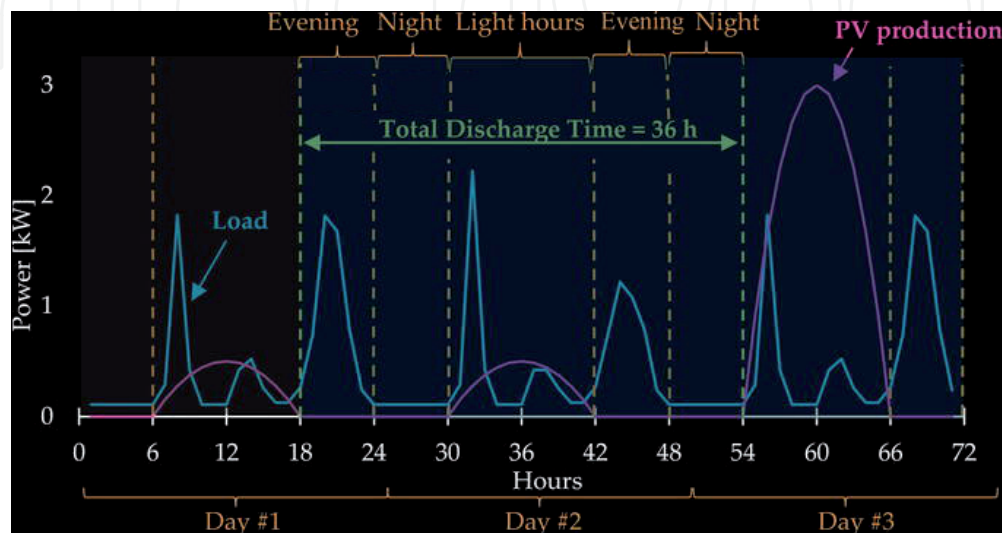 Evening Night Light hours Evening Night
PV production
3
Total Discharge Time = 36 h
2
Load
Power [kW]
1
0
0 6 12 18 24 30 36 42 48 54 60 66 72
Hours
Day #1 Day #2 Day #3